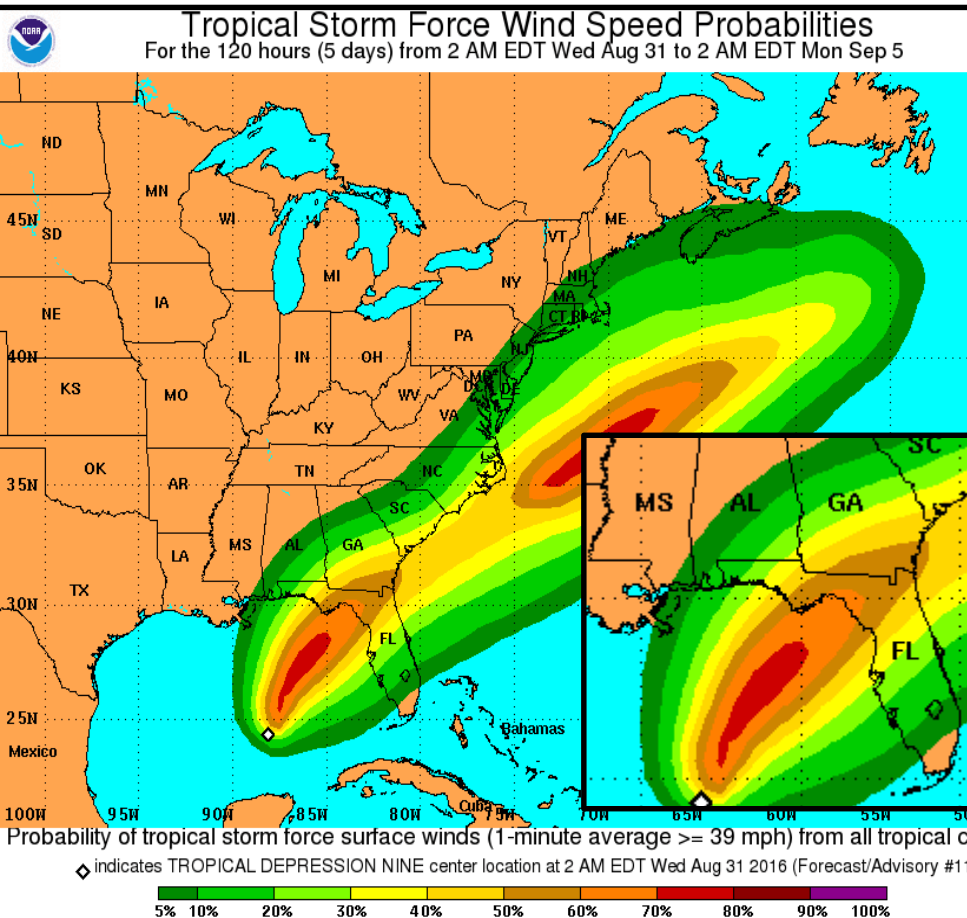 NOAA
Tropical Storm Force Wind Speed Probabilities
For the 120 hours (5 days) from 2 AM EDT Wed Aug 31 to 2 AM EDT Mon Sep 5
ND
MN
WI
ME
45N
SD
VT
MI
NH
NY
MA
IA
NE
CT RI
PA
NJ
40N
IL
IN
OH
MD
DC
DE
KS
MO
WV
VA
KY
SC
OK
TN
NC
35N
AR
MS
AL
GA
SC
MS
AL
GA
LA
TX
30N
FL
FL
25N
Bahamas
Mexico
Cuba
100W
95W
90W
85W
80W
70W
65W
60W
55W
Probability of tropical storm force surface winds (1-minute average >= 39 mph) from all tropical c
indicates TROPICAL DEPRESSION NINE center location at 2 AM EDT Wed Aug 31 2016 (Forecast/Advisory #11
5% 10% 20% 30% 40% 50% 60% 70% 80% 90% 100%